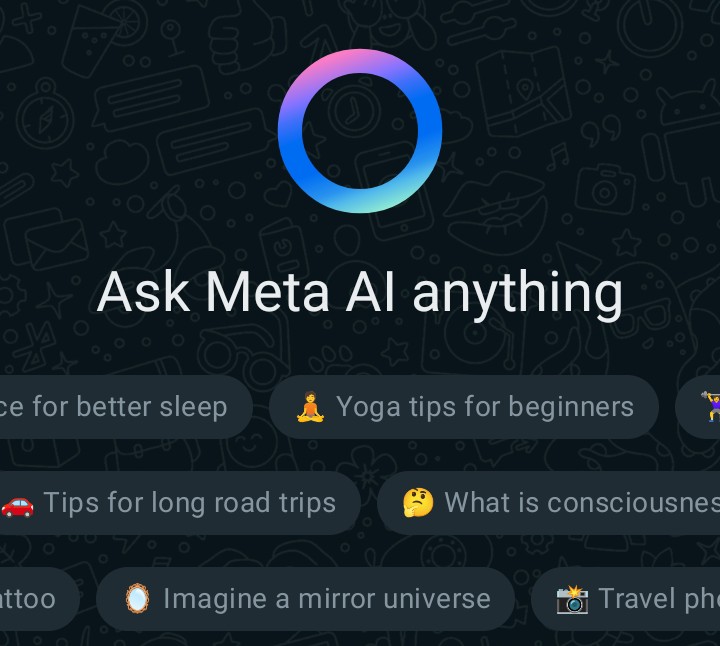 Ask Meta AI anything
ce for better sleep
🧘 Yoga tips for beginners
🚗 Tips for long road trips
🤔 What is consciousnes
attoo
🪞 Imagine a mirror universe
📸 Travel pho